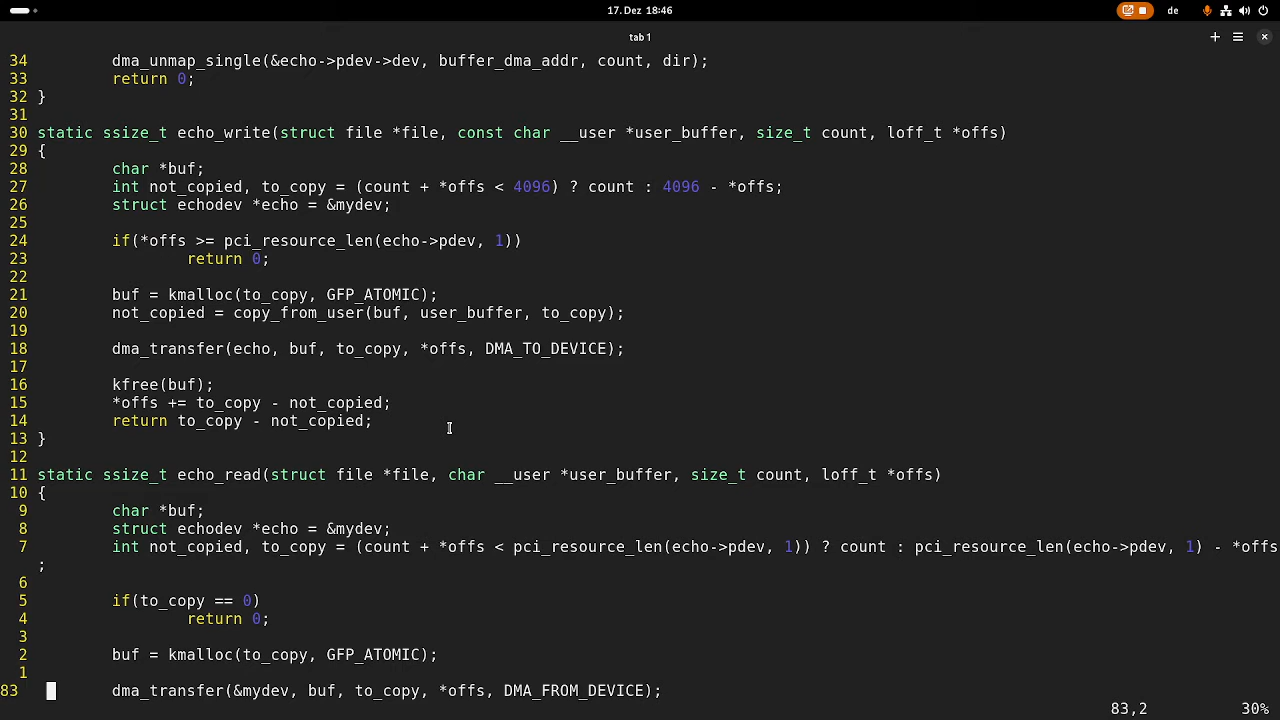 17. Dez 18:46
de
tab 1
34 dma_unmap_single(&echo->pdev->dev, buffer_dma_addr, count, dir);
33 return 0;
32 }
31
30 static ssize_t echo_write(struct file *file, const char __user *user_buffer, size_t count, loff_t *offs)
29 {
28 char *buf;
27 int not_copied, to_copy = (count + *offs < 4096) ? count : 4096 - *offs;
26 struct echodev *echo = &mydev;
25
24 if(*offs >= pci_resource_len(echo->pdev, 1))
23 return 0;
22
21 buf = kmalloc(to_copy, GFP_ATOMIC);
20 not_copied = copy_from_user(buf, user_buffer, to_copy);
19
18 dma_transfer(echo, buf, to_copy, *offs, DMA_TO_DEVICE);
17
16 kfree(buf);
15 *offs += to_copy - not_copied;
14 return to_copy - not_copied;
13 }
12
11 static ssize_t echo_read(struct file *file, char __user *user_buffer, size_t count, loff_t *offs)
10 {
9 char *buf;
8 struct echodev *echo = &mydev;
7 int not_copied, to_copy = (count + *offs < pci_resource_len(echo->pdev, 1)) ? count : pci_resource_len(echo->pdev, 1) - *offs
;
6
5 if(to_copy == 0)
4 return 0;
3
2 buf = kmalloc(to_copy, GFP_ATOMIC);
1
83 dma_transfer(&mydev, buf, to_copy, *offs, DMA_FROM_DEVICE);
83,2 30%